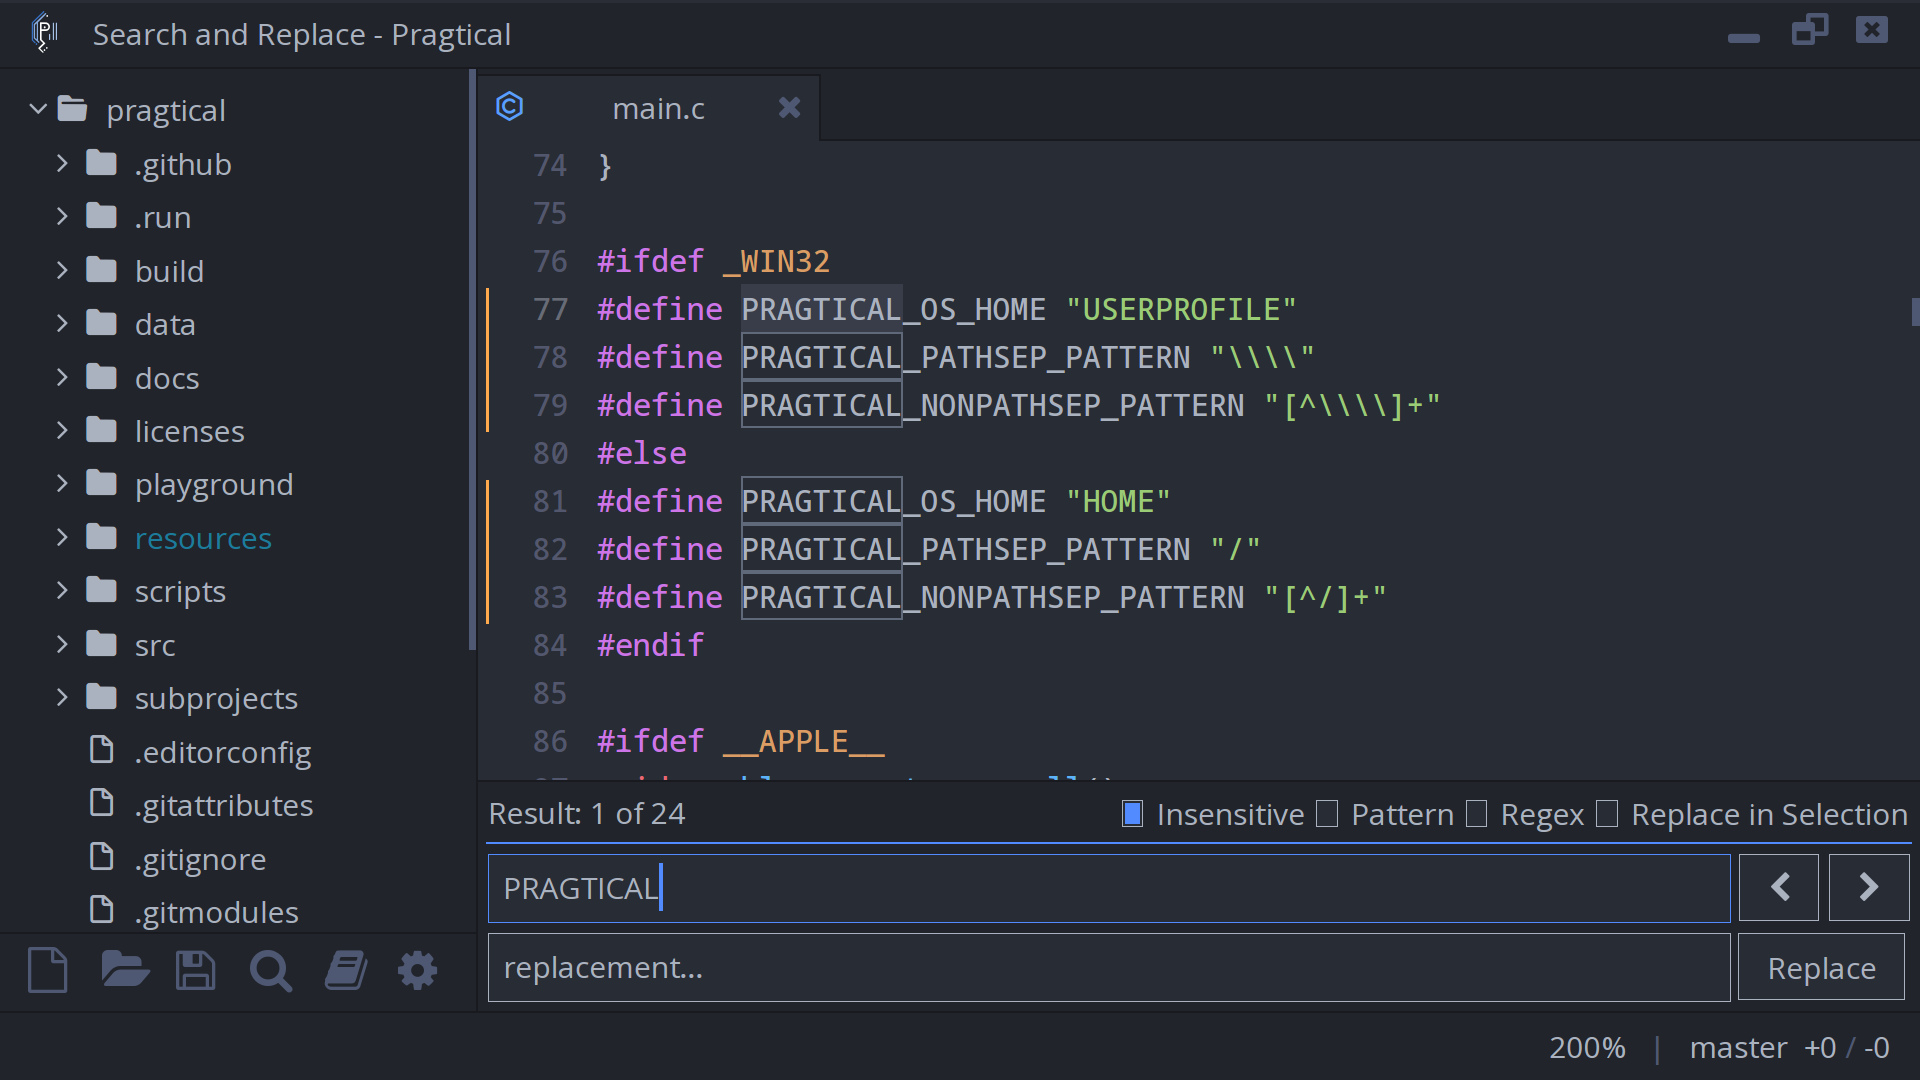 Search and Replace - Pragtical
pragtical
.github
.run
build
data
docs
licenses
playground
resources
scripts
src
subprojects
.editorconfig
.gitattributes
.gitignore
.gitmodules
main.c
74 }
75
76 #ifdef _WIN32
77 #define PRAGTICAL_OS_HOME "USERPROFILE"
78 #define PRAGTICAL_PATHSEP_PATTERN "\\\\"
79 #define PRAGTICAL_NONPATHSEP_PATTERN "[^\\\\]+"
80 #else
81 #define PRAGTICAL_OS_HOME "HOME"
82 #define PRAGTICAL_PATHSEP_PATTERN "/"
83 #define PRAGTICAL_NONPATHSEP_PATTERN "[^/]+"
84 #endif
85
86 #ifdef __APPLE__
Result: 1 of 24 Insensitive Pattern Regex Replace in Selection
PRAGTICAL
replacement... Replace
200% | master +0 / -0